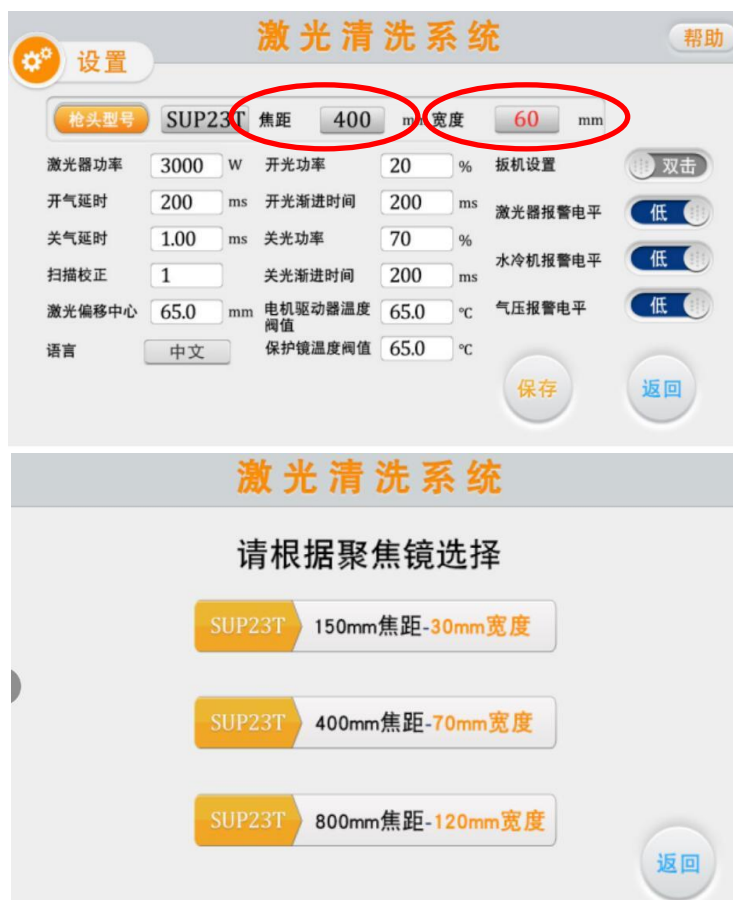 激光清洗系统
设置
帮助
枪头型号 SUP23T 焦距 400 mm 宽度 60 mm
激光器功率 3000 W 开光功率 20 % 扳机设置 双击
开气延时 200 ms 开光渐进时间 200 ms 激光器报警电平 低
关气延时 1.00 ms 关光功率 70 % 水冷机报警电平 低
扫描校正 1 关光渐进时间 200 ms
激光偏移中心 65.0 mm 电机驱动器温度阀值 65.0 ℃ 气压报警电平 低
语言 中文 保护镜温度阀值 65.0 ℃
保存 返回
激光清洗系统
请根据聚焦镜选择
SUP23T 150mm焦距-30mm宽度
SUP23T 400mm焦距-70mm宽度
SUP23T 800mm焦距-120mm宽度
返回